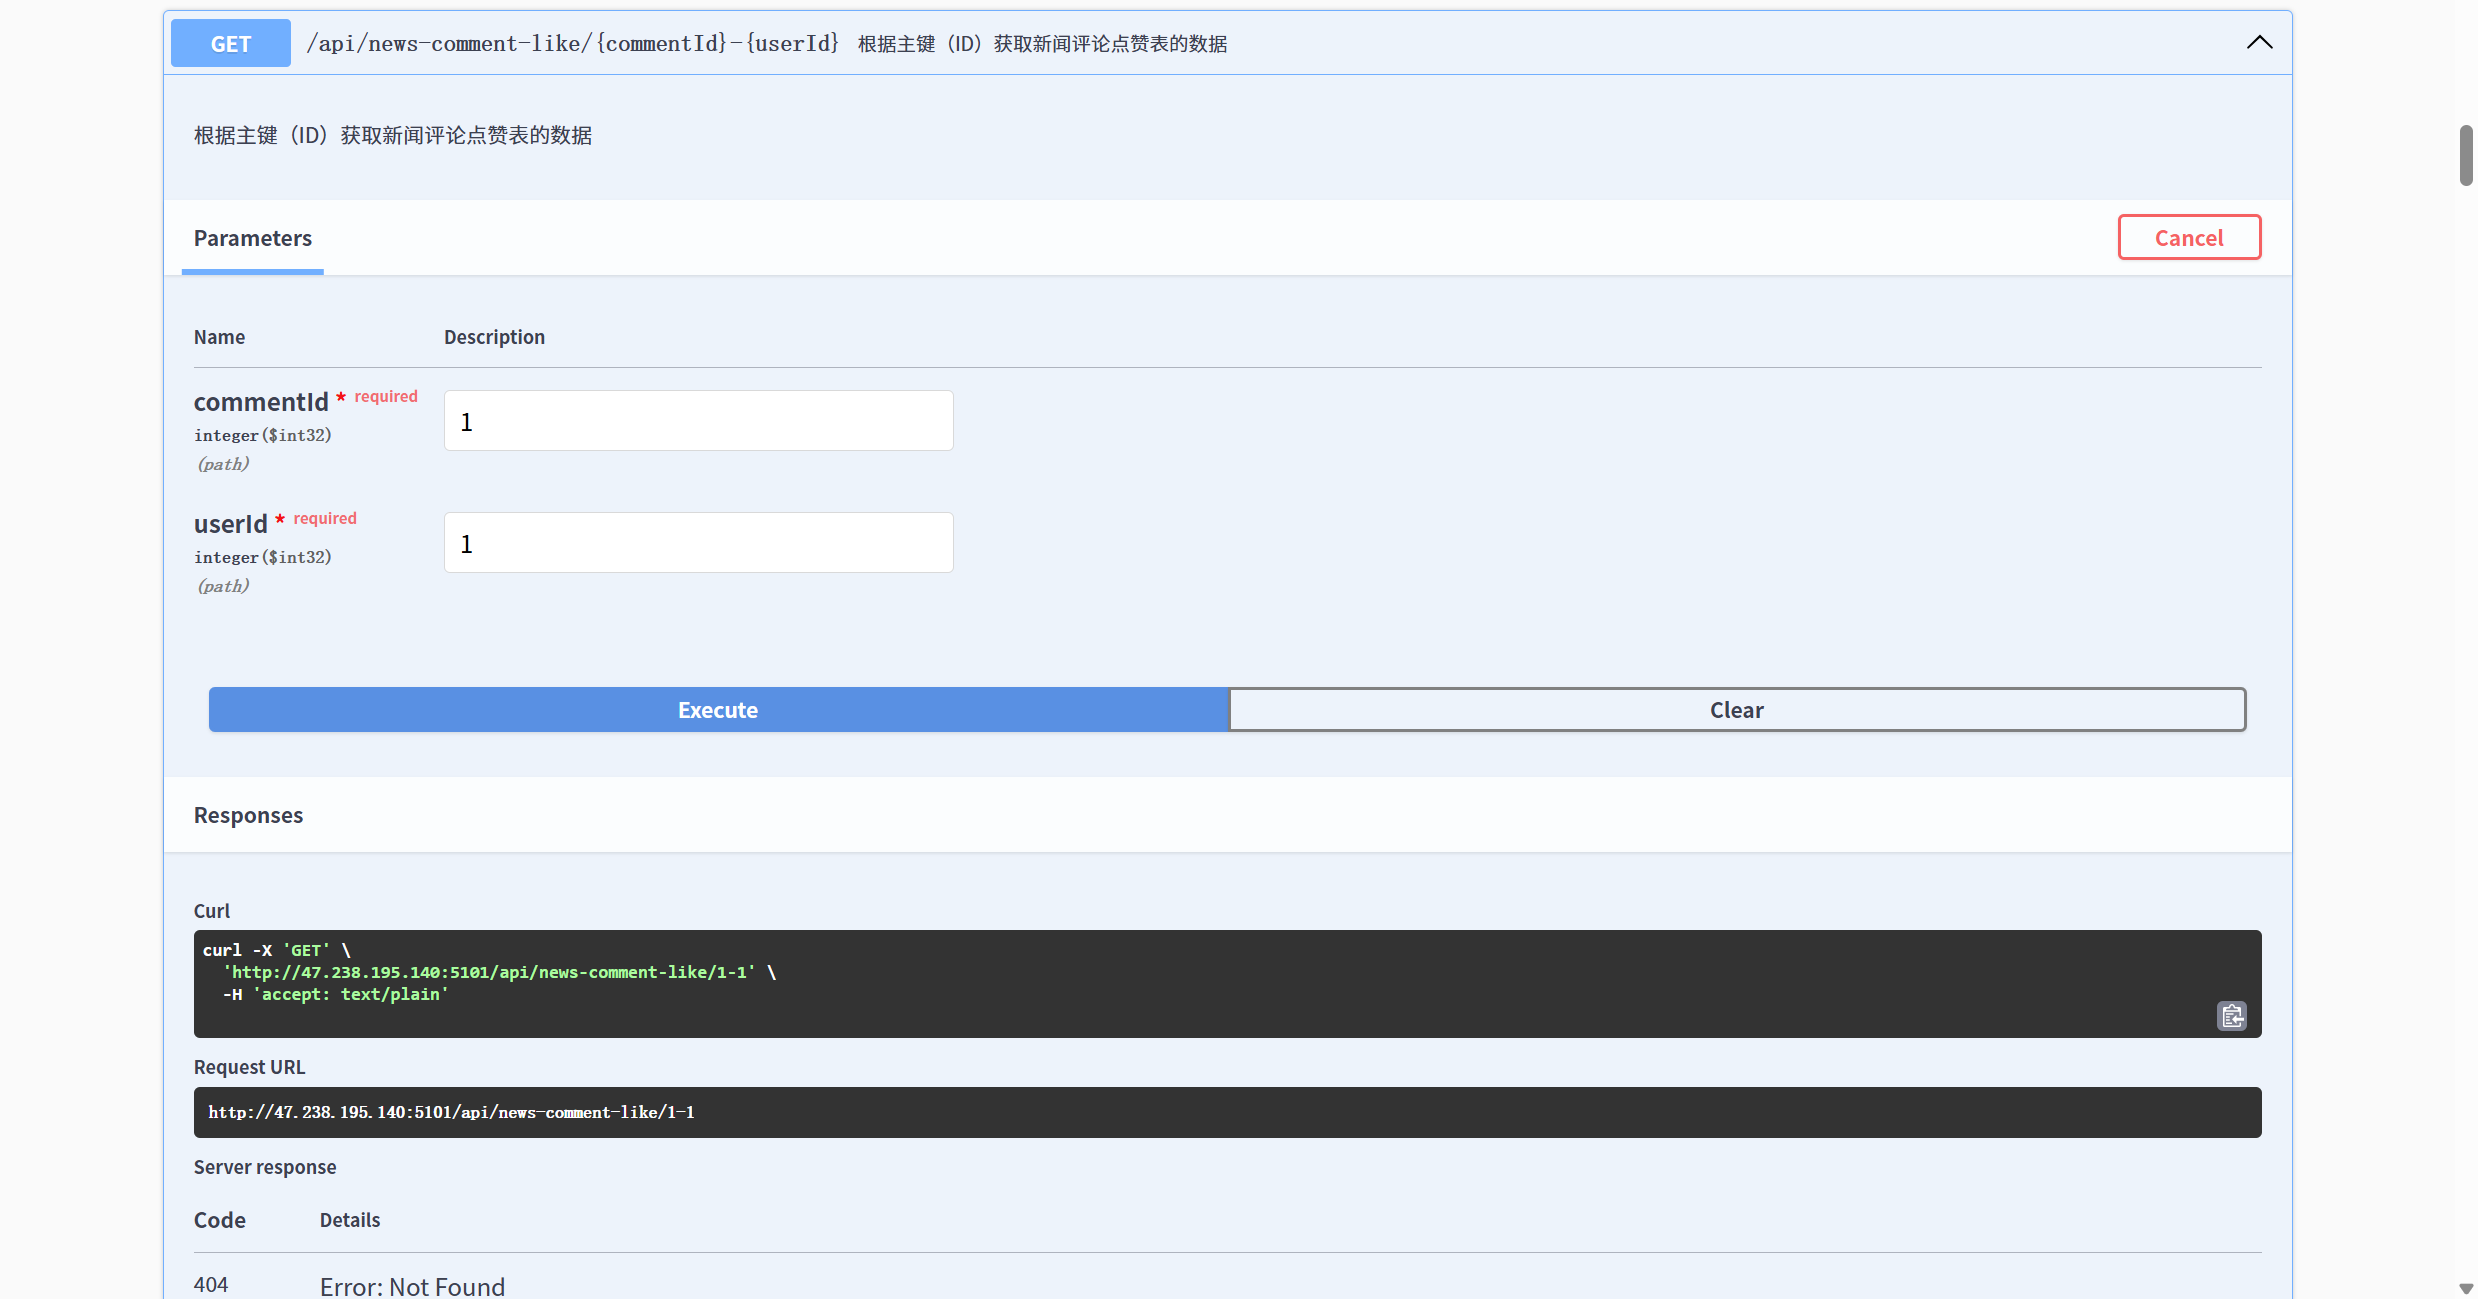 GET /api/news-comment-like/{commentId}-{userId} 根据主键（ID）获取新闻评论点赞表的数据
根据主键（ID）获取新闻评论点赞表的数据
Parameters
Cancel
Name Description
commentId * required
integer($int32)
(path)
1
userId * required
integer($int32)
(path)
1
Execute Clear
Responses
Curl
curl -X 'GET' \
'http://47.238.195.140:5101/api/news-comment-like/1-1' \
-H 'accept: text/plain'
Request URL
http://47.238.195.140:5101/api/news-comment-like/1-1
Server response
Code Details
404 Error: Not Found